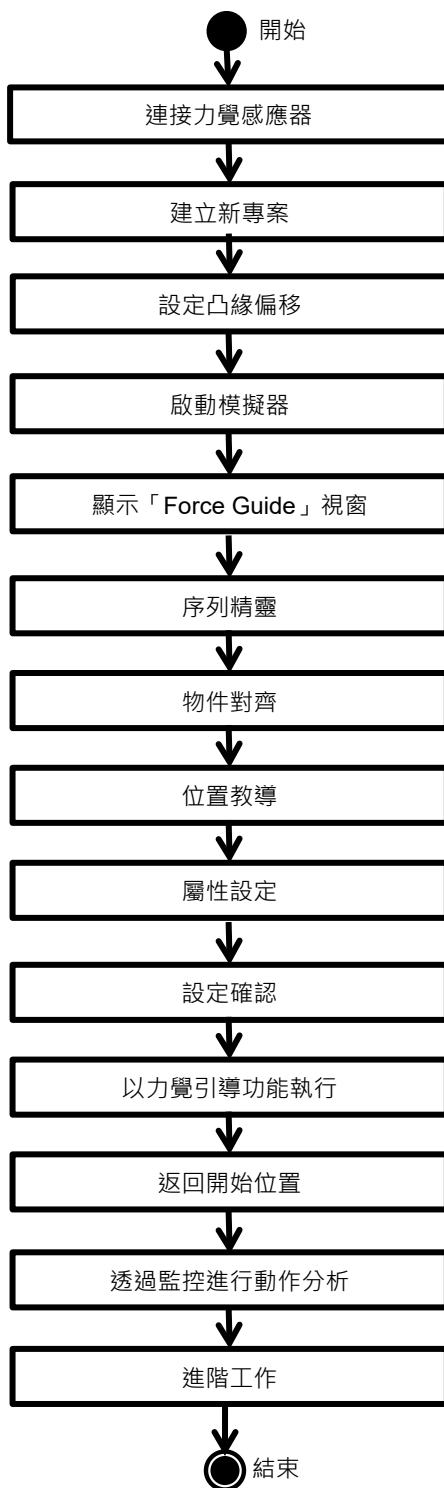 開始
連接力覺感應器
建立新專案
設定凸緣偏移
啟動模擬器
顯示「Force Guide」視窗
序列精靈
物件對齊
位置教導
屬性設定
設定確認
以力覺引導功能執行
返回開始位置
透過監控進行動作分析
進階工作
結束